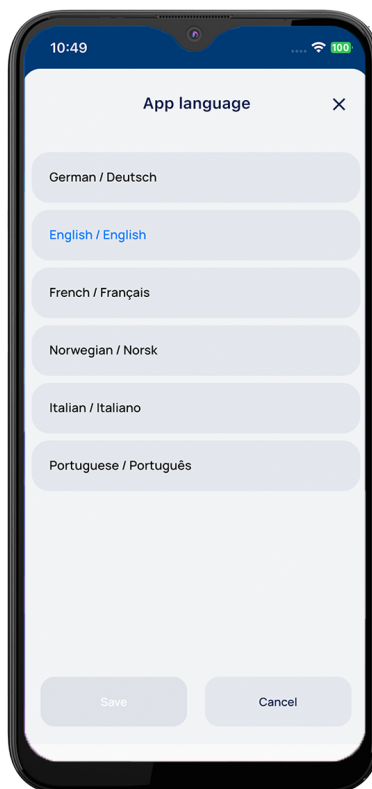 10:49
100
App language
German / Deutsch
English / English
French / Français
Norwegian / Norsk
Italian / Italiano
Portuguese / Português
Save
Cancel